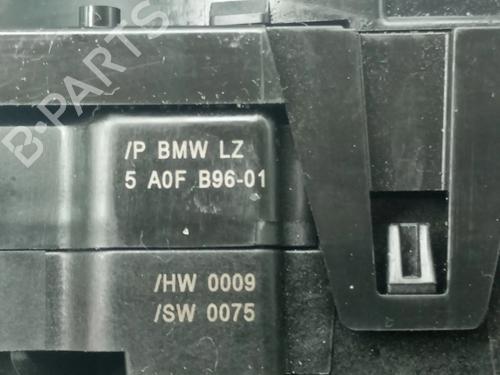 B-PARTS
/P BMW LZ
5 A0F B96-01
/HW 0009
/SW 0075